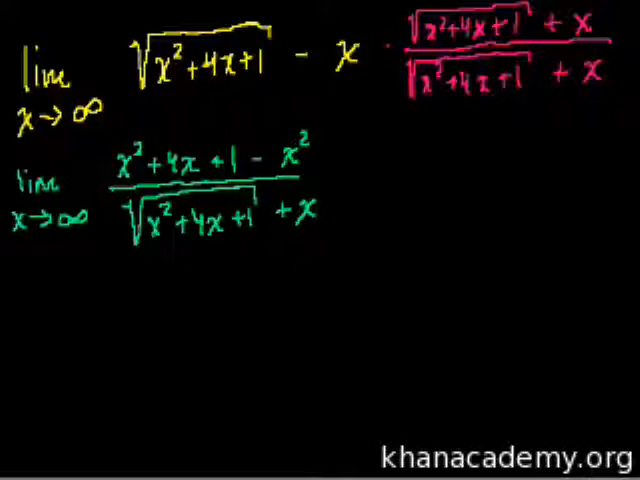 lim x→∞ √(x²+4x+1) - x · (√(x²+4x+1) + x)/(√(x²+4x+1) + x)
lim x→∞ (x²+4x+1-x²)/(√(x²+4x+1) + x)
khanacademy.org